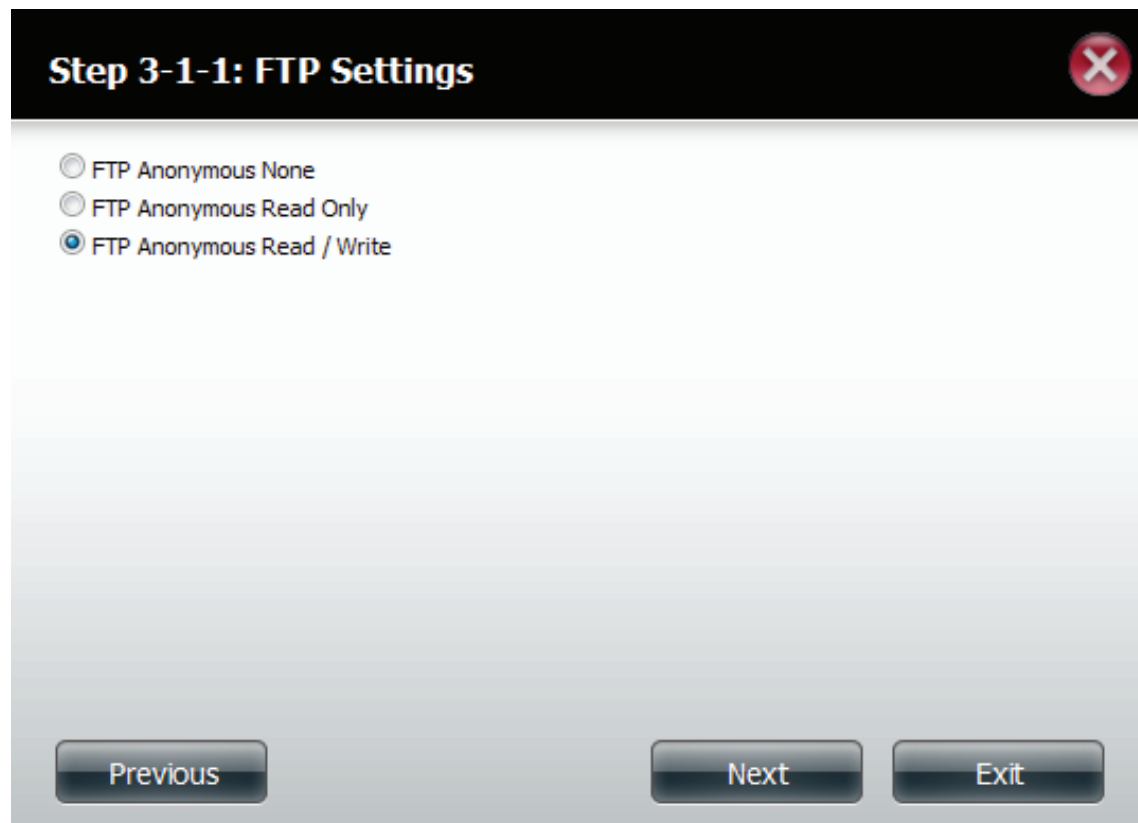 Step 3-1-1: FTP Settings
FTP Anonymous None
FTP Anonymous Read Only
FTP Anonymous Read / Write
Previous
Next
Exit